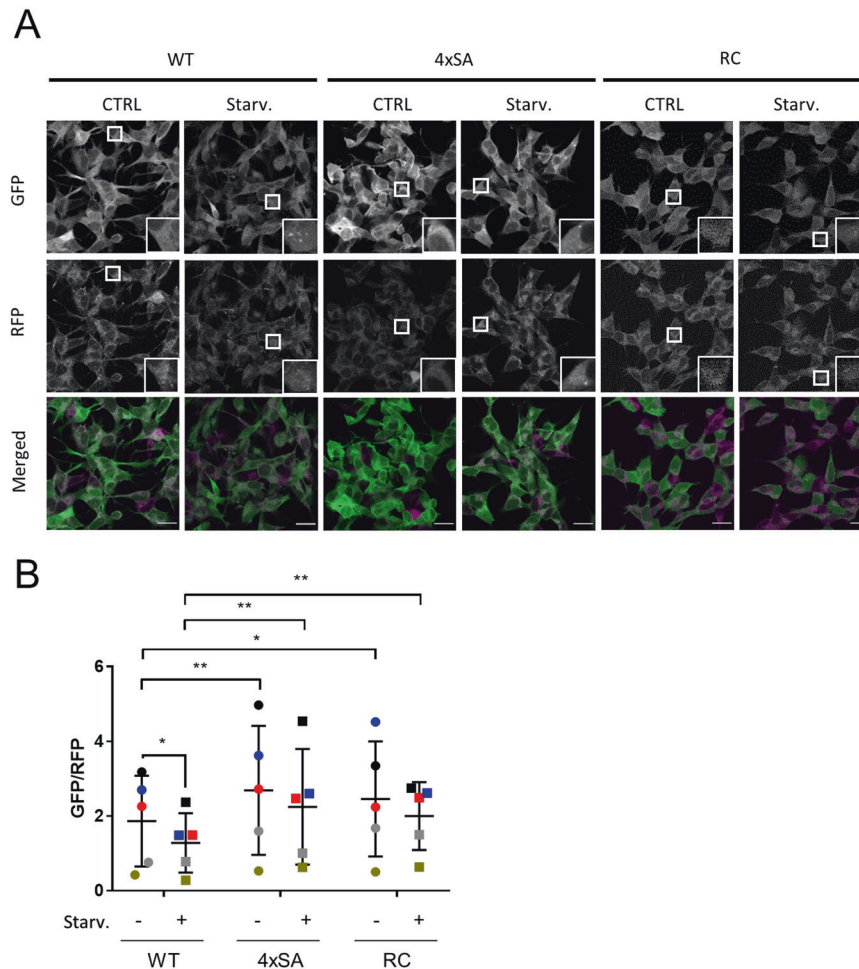 A
WT 4xSA RC
CTRL Starv. CTRL Starv. CTRL Starv.
GFP
RFP
Merged
B
**
**
*
**
*
6
4
2
0
GFP/RFP
Starv. - + - + - +
WT 4xSA RC